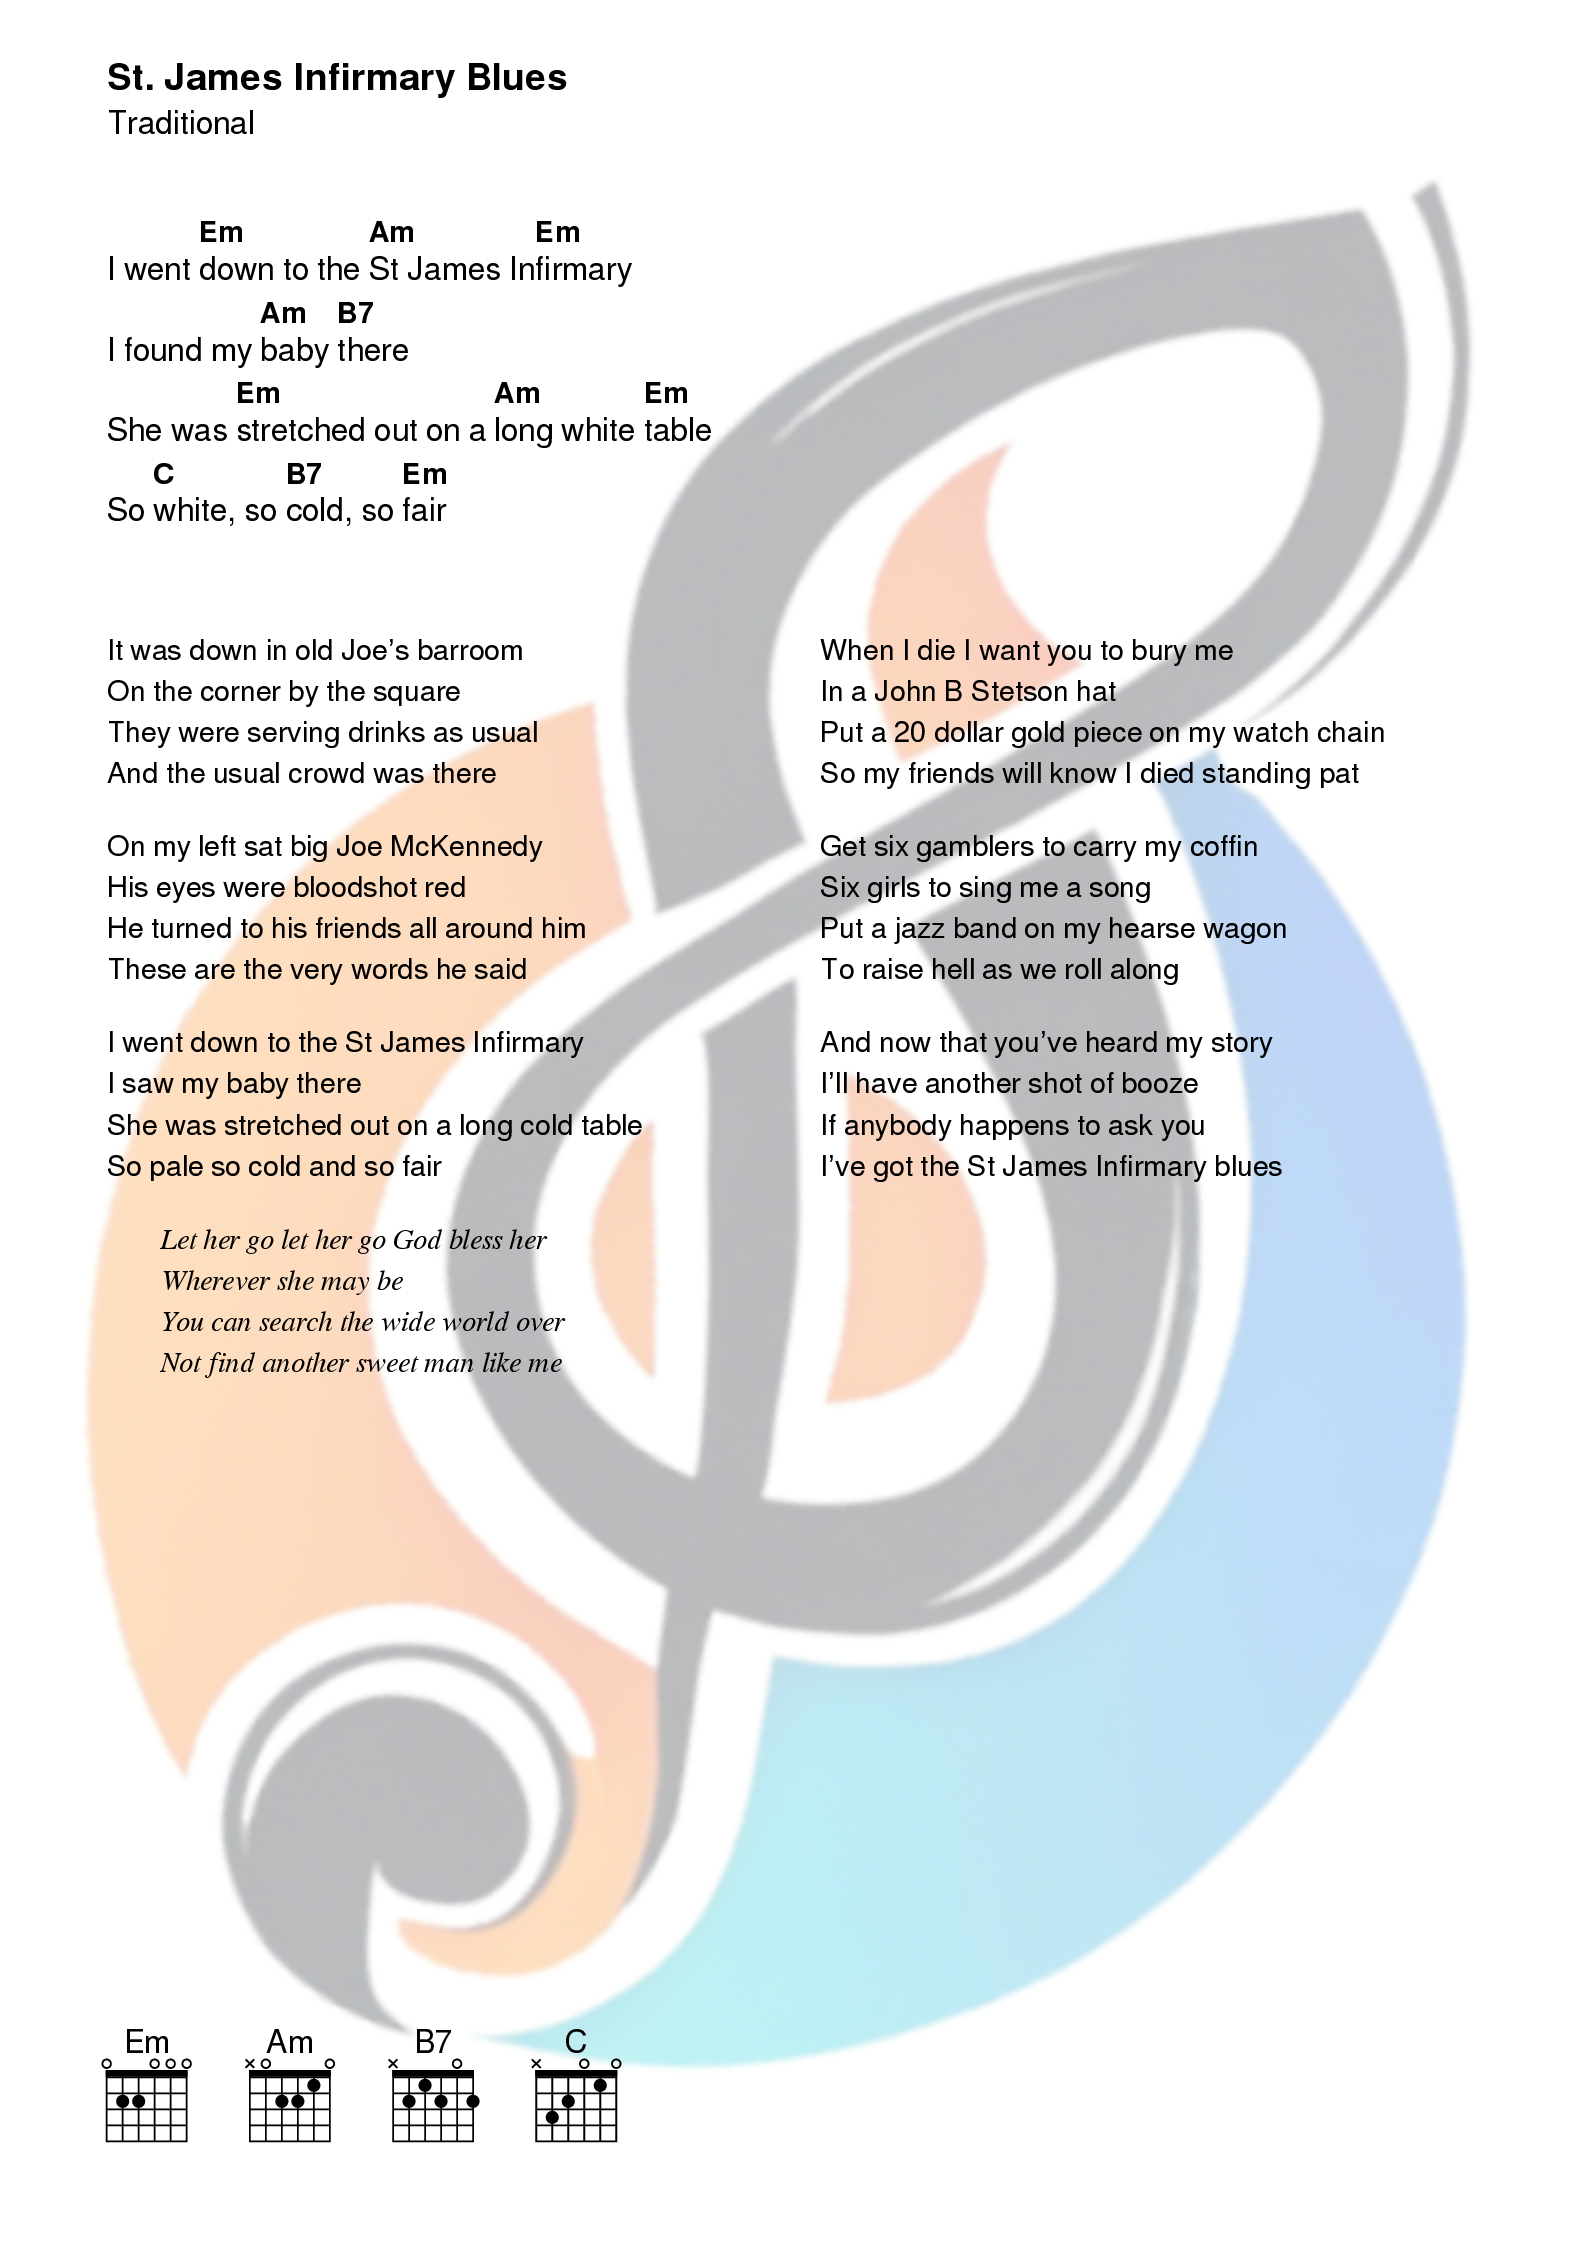 St. James Infirmary Blues
Traditional
Em Am Em
I went down to the St James Infirmary
Am B7
I found my baby there
Em Am Em
She was stretched out on a long white table
C B7 Em
So white, so cold, so fair
It was down in old Joe’s barroom
On the corner by the square
They were serving drinks as usual
And the usual crowd was there
On my left sat big Joe McKennedy
His eyes were bloodshot red
He turned to his friends all around him
These are the very words he said
I went down to the St James Infirmary
I saw my baby there
She was stretched out on a long cold table
So pale so cold and so fair
Let her go let her go God bless her
Wherever she may be
You can search the wide world over
Not find another sweet man like me
When I die I want you to bury me
In a John B Stetson hat
Put a 20 dollar gold piece on my watch chain
So my friends will know I died standing pat
Get six gamblers to carry my coffin
Six girls to sing me a song
Put a jazz band on my hearse wagon
To raise hell as we roll along
And now that you’ve heard my story
I’ll have another shot of booze
If anybody happens to ask you
I’ve got the St James Infirmary blues
Em Am B7 C